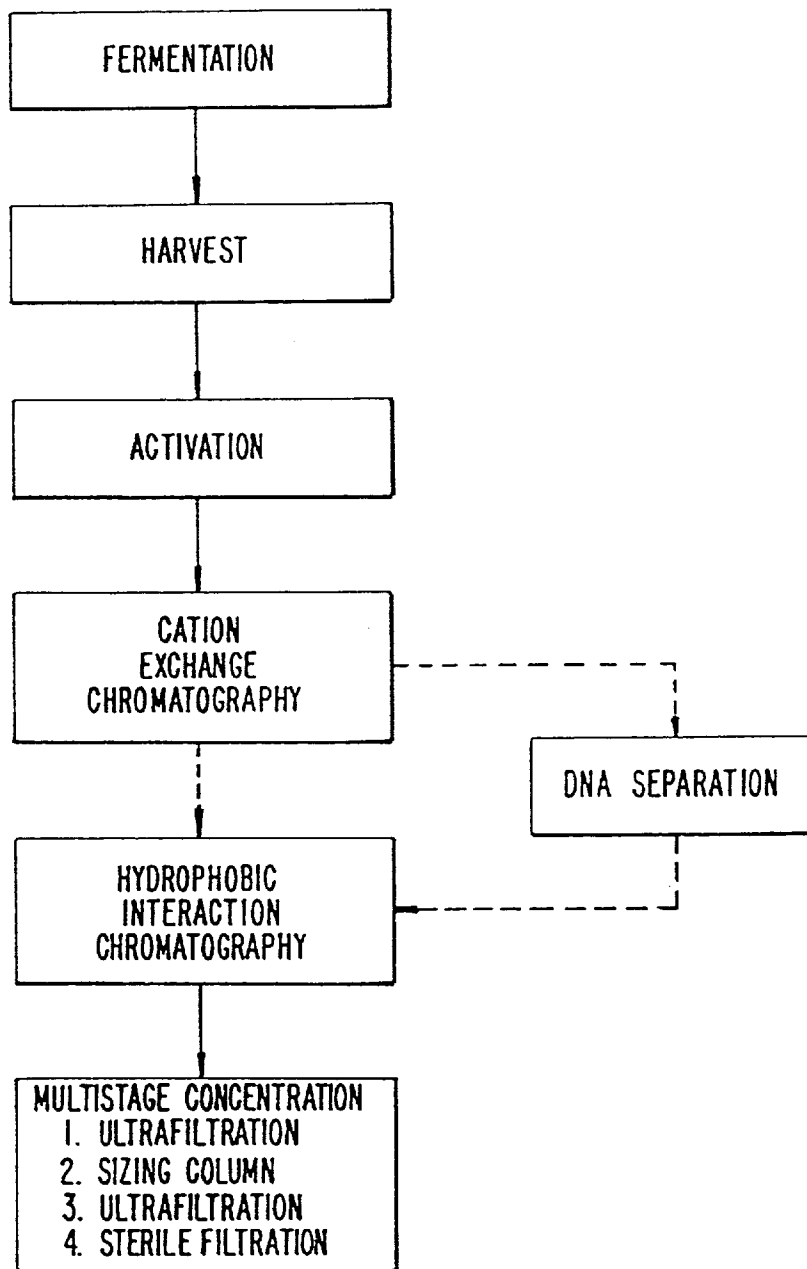 FERMENTATION
HARVEST
ACTIVATION
CATION
EXCHANGE
CHROMATOGRAPHY
DNA SEPARATION
HYDROPHOBIC
INTERACTION
CHROMATOGRAPHY
MULTISTAGE CONCENTRATION
1. ULTRAFILTRATION
2. SIZING COLUMN
3. ULTRAFILTRATION
4. STERILE FILTRATION